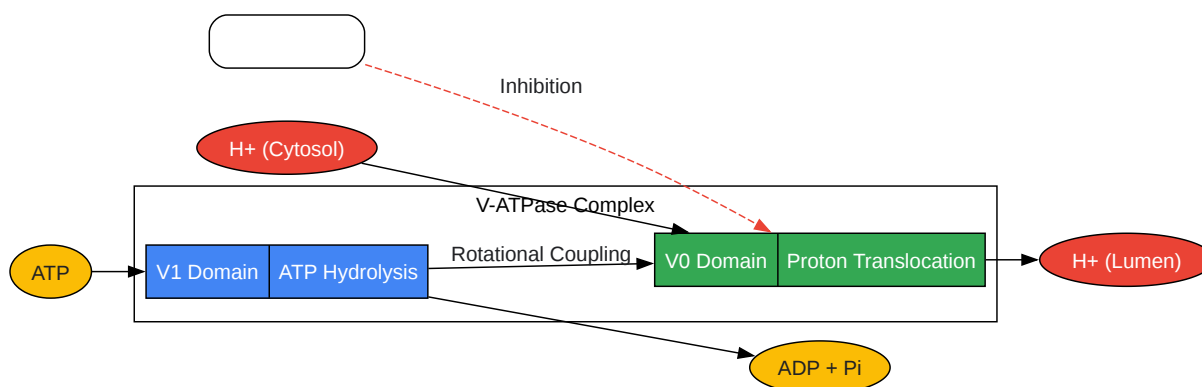 Inhibition
H+ (Cytosol)
V-ATPase Complex
ATP
V1 Domain
ATP Hydrolysis
Rotational Coupling
V0 Domain
Proton Translocation
H+ (Lumen)
ADP + Pi